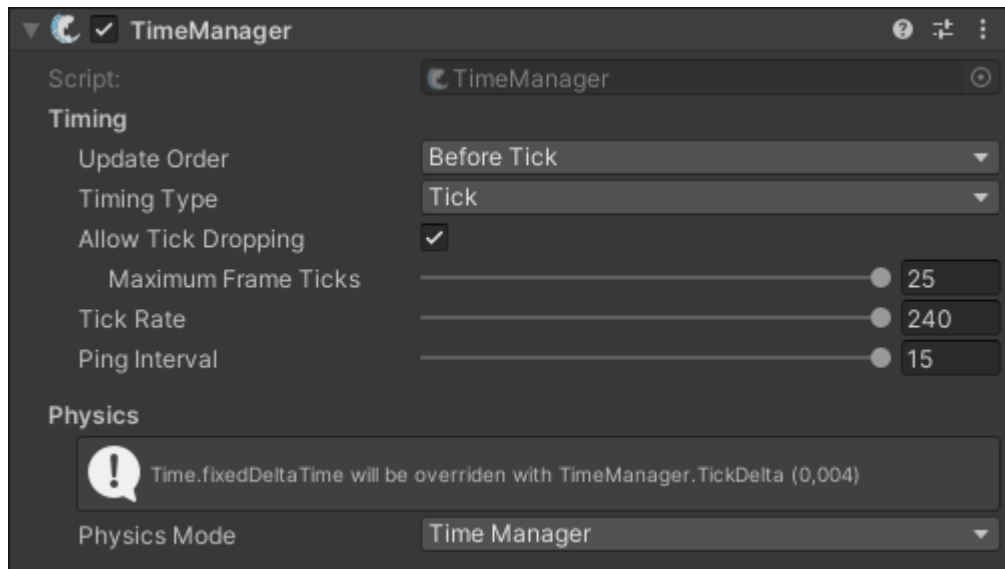 TimeManager
Script: TimeManager
Timing
Update Order Before Tick
Timing Type Tick
Allow Tick Dropping
Maximum Frame Ticks 25
Tick Rate 240
Ping Interval 15
Physics
Time.fixedDeltaTime will be overriden with TimeManager.TickDelta (0,004)
Physics Mode Time Manager